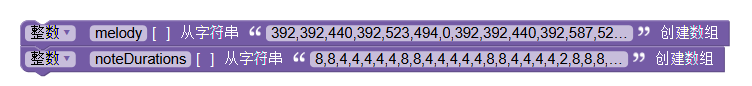 整数 melody [ ] 从字符串 “ 392,392,440,392,523,494,0,392,392,440,392,587,52... ” 创建数组
整数 noteDurations [ ] 从字符串 “ 8,8,4,4,4,4,8,8,4,4,4,4,8,8,4,4,4,4,2,8,8,8,... ” 创建数组